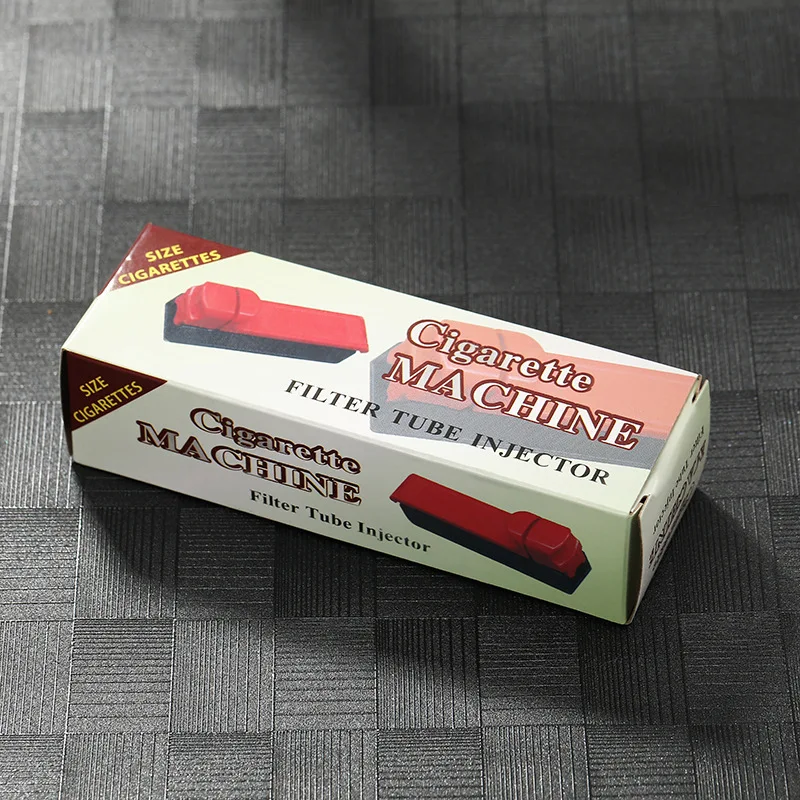 SIZE
CIGARETTES
Cigarette
MACHINE
FILTER TUBE INJECTOR
SIZE
CIGARETTES
Cigarette
MACHINE
Filter Tube Injector